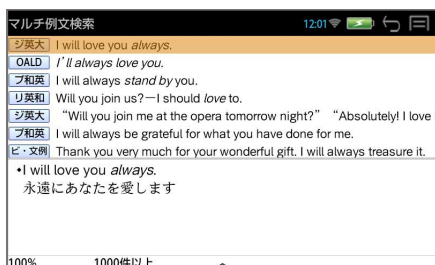 マルチ例文検索 12:01
ジ英大 I will love you always.
OALD I'll always love you.
プ和英 I will always stand by you.
リ英和 Will you join us?—I should love to.
ジ英大 “Will you join me at the opera tomorrow night?” “Absolutely! I love
プ和英 I will always be grateful for what you have done for me.
ビ・文例 Thank you very much for your wonderful gift. I will always treasure it.
◆I will love you always.
永遠にあなたを愛します
100% 1000件以上